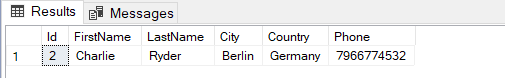 Results Messages
Id FirstName LastName City Country Phone
1 2 Charlie Ryder Berlin Germany 7966774532